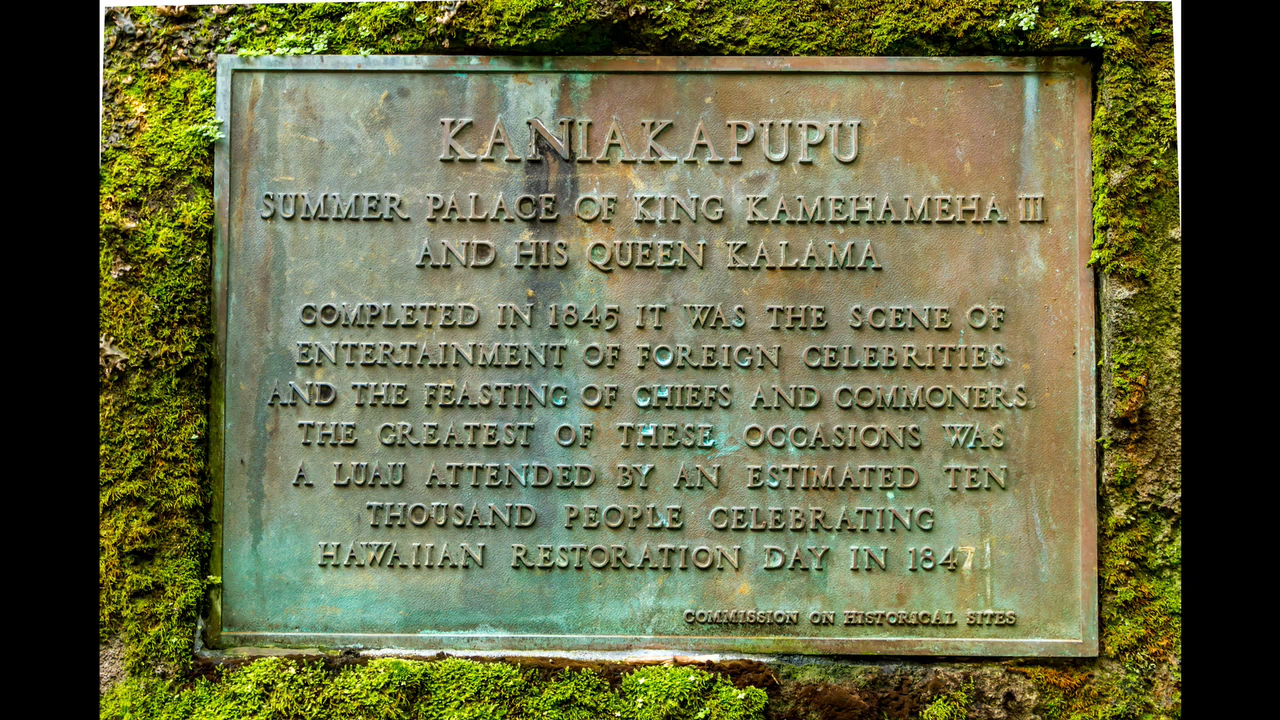 KANIAKAPUPU
SUMMER PALACE OF KING KAMEHAMEHA III
AND HIS QUEEN KALAMA
COMPLETED IN 1845 IT WAS THE SCENE OF
ENTERTAINMENT OF FOREIGN CELEBRITIES
AND THE FEASTING OF CHIEFS AND COMMONERS.
THE GREATEST OF THESE OCCASIONS WAS
A LUAU ATTENDED BY AN ESTIMATED TEN
THOUSAND PEOPLE CELEBRATING
HAWAIIAN RESTORATION DAY IN 1847
COMMISSION ON HISTORICAL SITES